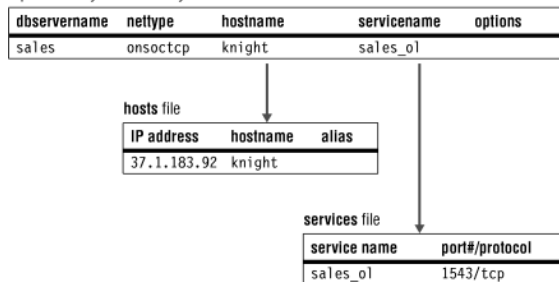 dbservername nettype hostname servicename options
sales onsoctcp knight sales_ol
hosts file
IP address hostname alias
37.1.183.92 knight
services file
service name port#/protocol
sales_ol 1543/tcp